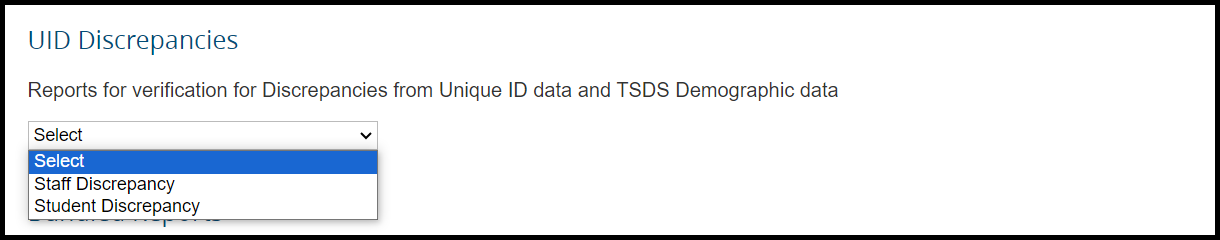 UID Discrepancies
Reports for verification for Discrepancies from Unique ID data and TSDS Demographic data
Select
Select
Staff Discrepancy
Student Discrepancy